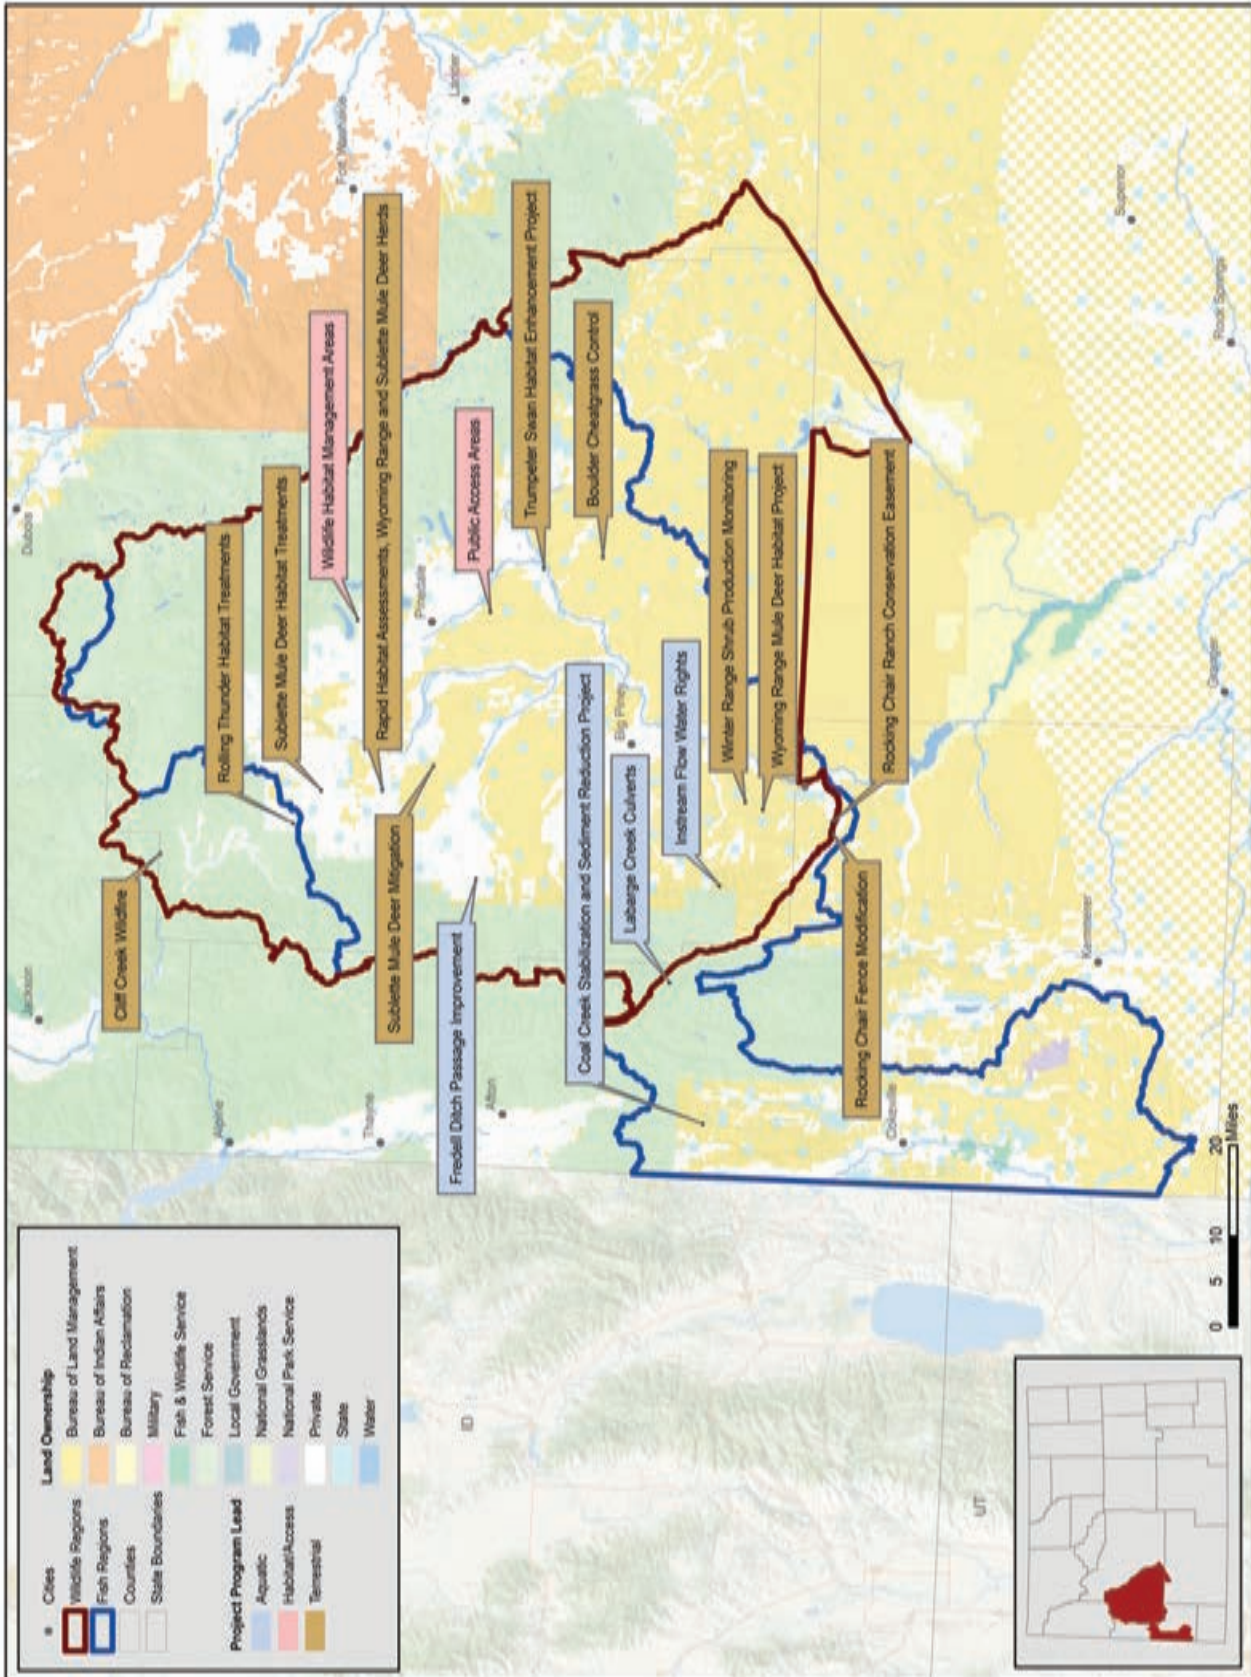 Cities
Wildlife Regions
Fish Regions
Counties
State Boundaries
Project Program Lead
Aquatic
Habitat/Access
Terrestrial
Land Ownership
Bureau of Land Management
Bureau of Indian Affairs
Bureau of Reclamation
Military
Fish & Wildlife Service
Forest Service
Local Government
National Grasslands
National Park Service
Private
State
Water
Jackson
Dubois
Cliff Creek Wildfire
Rolling Thunder Habitat Treatments
Alpine
Sublette Mule Deer Habitat Treatments
Wildlife Habitat Management Areas
Fort Washakie
Thayne
Sublette Mule Deer Mitigation
Rapid Habitat Assessments, Wyoming Range and Sublette Mule Deer Herds
Pinedale
Lander
Fredell Ditch Passage Improvement
Public Access Areas
Afton
Trumpeter Swan Habitat Enhancement Project
Coal Creek Stabilization and Sediment Reduction Project
Boulder Cheatgrass Control
Big Piney
Labarge Creek Culverts
Instream Flow Water Rights
Winter Range Shrub Production Monitoring
Wyoming Range Mule Deer Habitat Project
Rocking Chair Fence Modification
Rocking Chair Ranch Conservation Easement
Cokeville
Kemmerer
Superior
Granger
Rock Springs
ID
UT
0 5 10 20
Miles